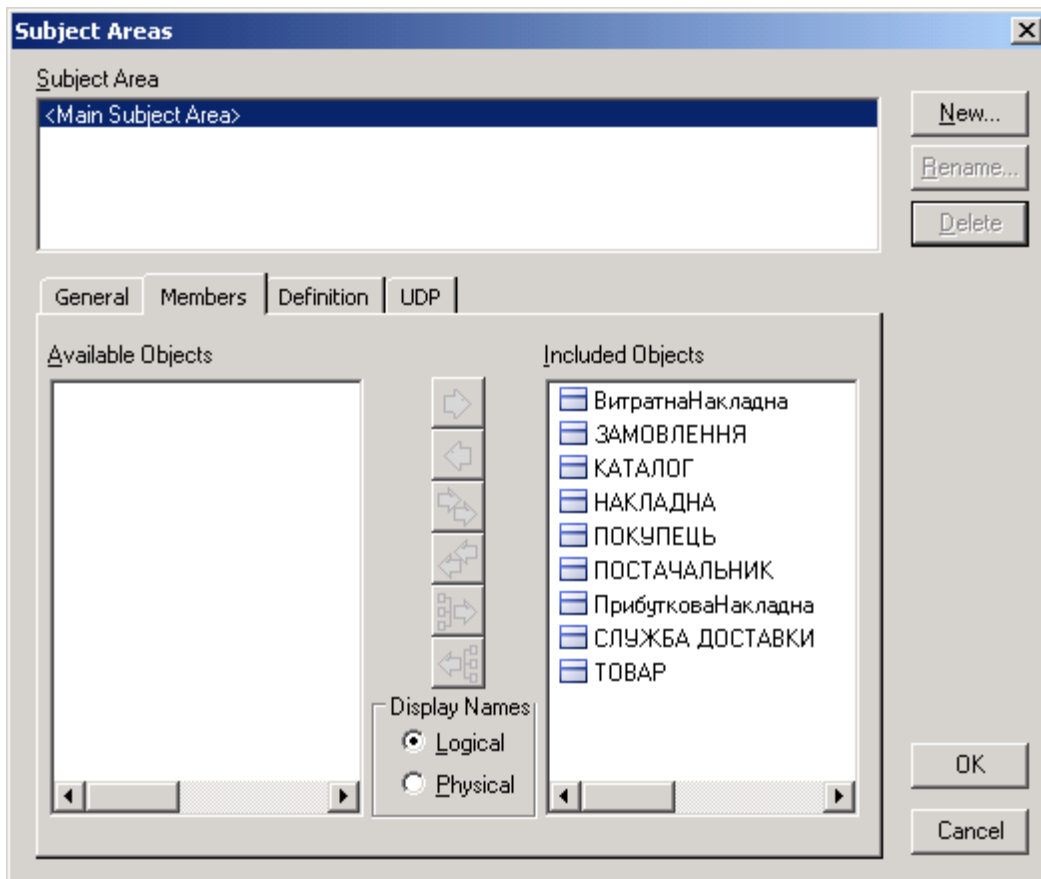 Subject Areas
Subject Area
<Main Subject Area>
New...
Rename...
Delete
General Members Definition UDP
Available Objects
Included Objects
ВитратнаНакладна
ЗАМОВЛЕННЯ
КАТАЛОГ
НАКЛАДНА
ПОКУПЕЦЬ
ПОСТАЧАЛЬНИК
ПрибутковаНакладна
СЛУЖБА ДОСТАВКИ
ТОВАР
Display Names
Logical
Physical
OK
Cancel